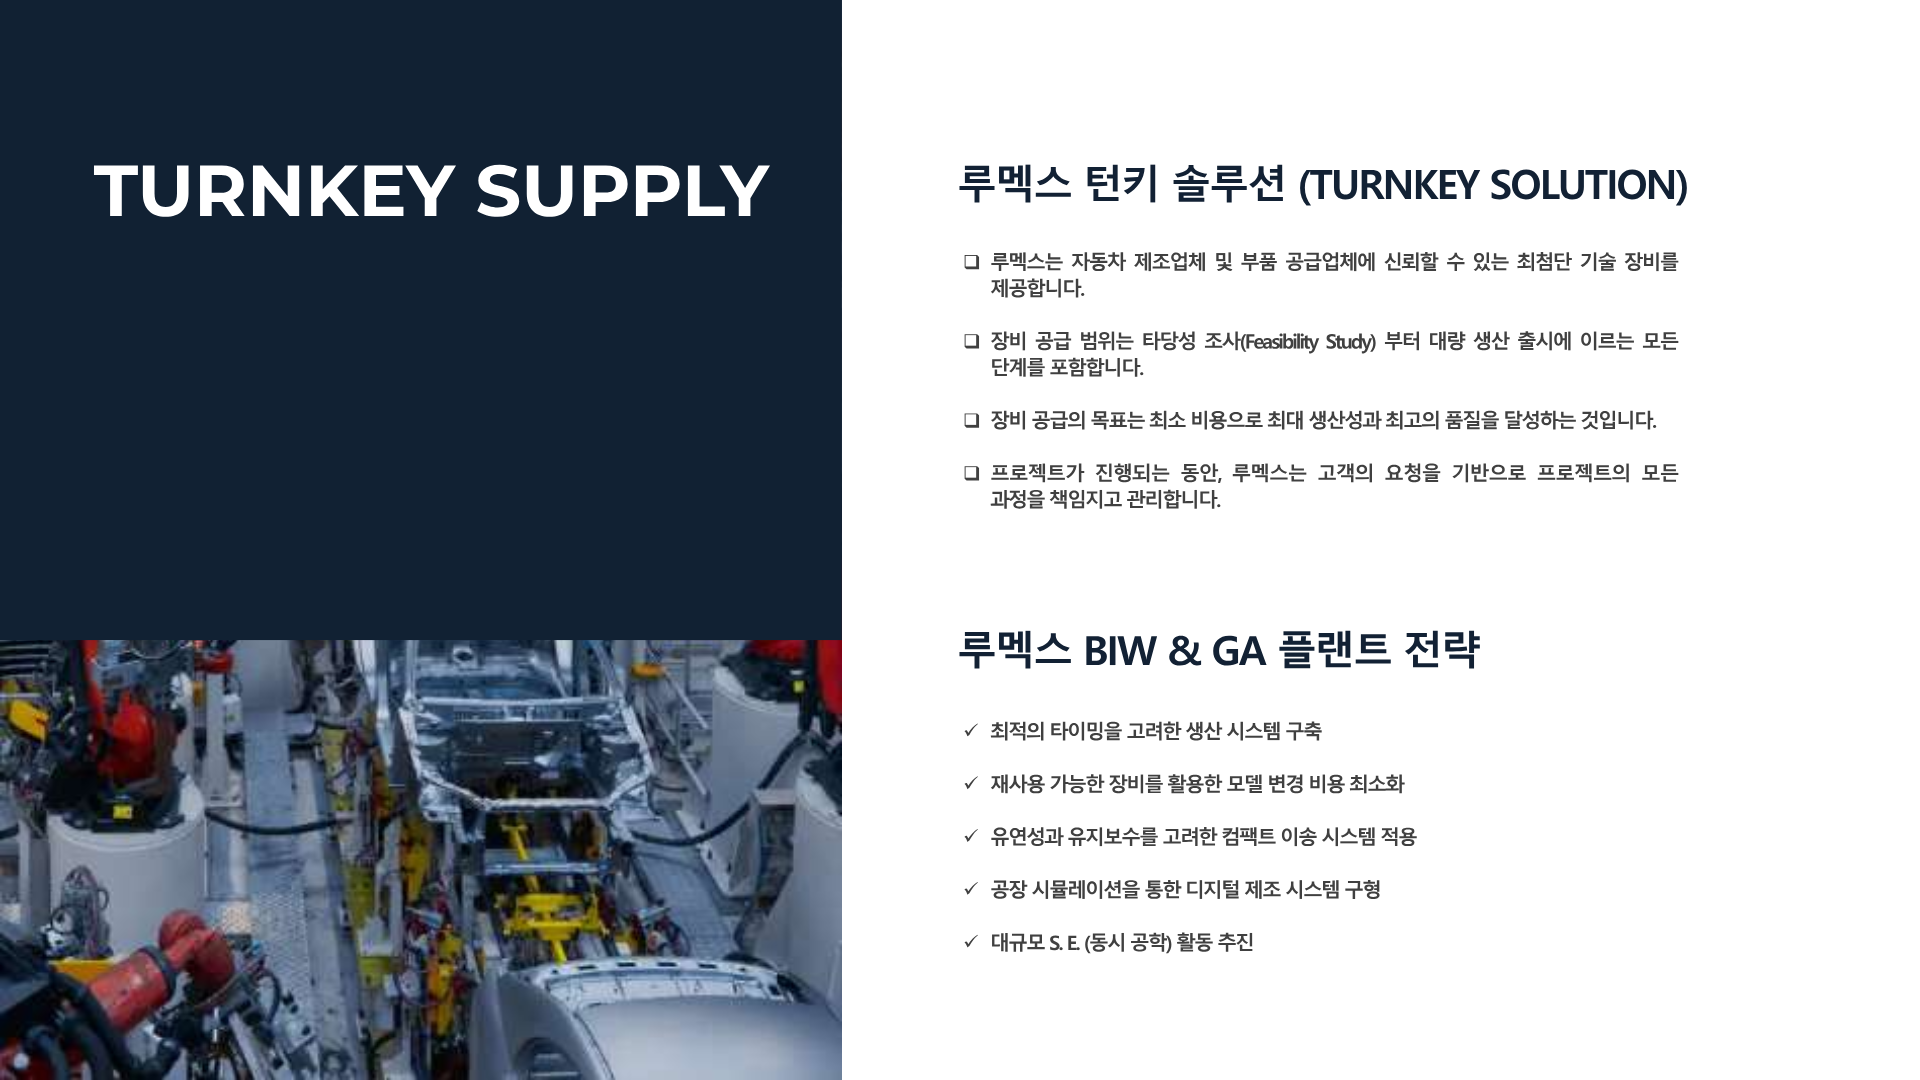 TURNKEY SUPPLY
루멕스 턴키 솔루션 (TURNKEY SOLUTION)
❑ 루멕스는 자동차 제조업체 및 부품 공급업체에 신뢰할 수 있는 최첨단 기술 장비를
제공합니다.
❑ 장비 공급 범위는 타당성 조사(Feasibility Study) 부터 대량 생산 출시에 이르는 모든
단계를 포함합니다.
❑ 장비 공급의 목표는 최소 비용으로 최대 생산성과 최고의 품질을 달성하는 것입니다.
❑ 프로젝트가 진행되는 동안, 루멕스는 고객의 요청을 기반으로 프로젝트의 모든
과정을 책임지고 관리합니다.
루멕스 BIW & GA 플랜트 전략
✓ 최적의 타이밍을 고려한 생산 시스템 구축
✓ 재사용 가능한 장비를 활용한 모델 변경 비용 최소화
✓ 유연성과 유지보수를 고려한 컴팩트 이송 시스템 적용
✓ 공장 시뮬레이션을 통한 디지털 제조 시스템 구형
✓ 대규모 S. E. (동시 공학) 활동 추진